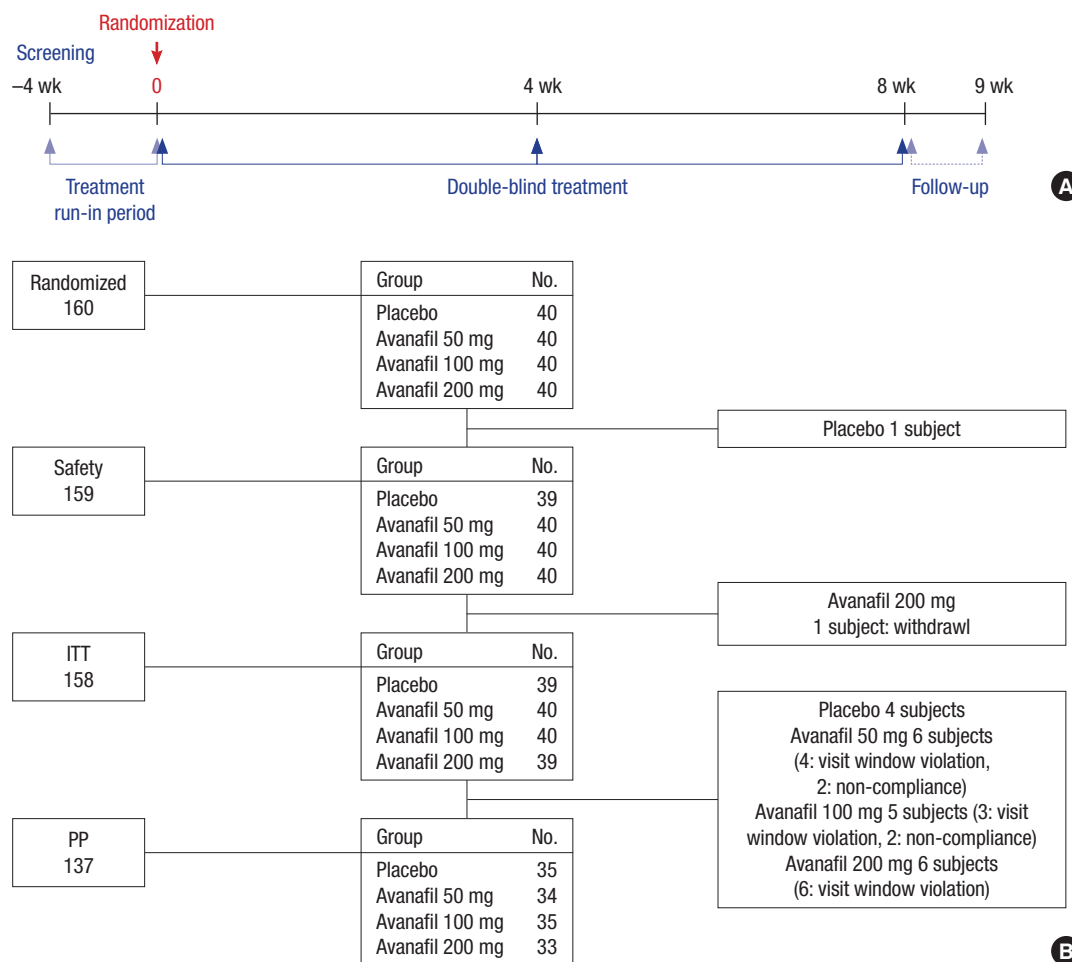 Randomization
Screening
–4 wk 0 4 wk 8 wk 9 wk
Treatment
run-in period
Double-blind treatment
Follow-up
A
Randomized
160
Group No.
Placebo 40
Avanafil 50 mg 40
Avanafil 100 mg 40
Avanafil 200 mg 40
Placebo 1 subject
Safety
159
Group No.
Placebo 39
Avanafil 50 mg 40
Avanafil 100 mg 40
Avanafil 200 mg 40
Avanafil 200 mg
1 subject: withdrawl
ITT
158
Group No.
Placebo 39
Avanafil 50 mg 40
Avanafil 100 mg 40
Avanafil 200 mg 39
Placebo 4 subjects
Avanafil 50 mg 6 subjects
(4: visit window violation,
2: non-compliance)
Avanafil 100 mg 5 subjects (3: visit
window violation, 2: non-compliance)
Avanafil 200 mg 6 subjects
(6: visit window violation)
PP
137
Group No.
Placebo 35
Avanafil 50 mg 34
Avanafil 100 mg 35
Avanafil 200 mg 33
B